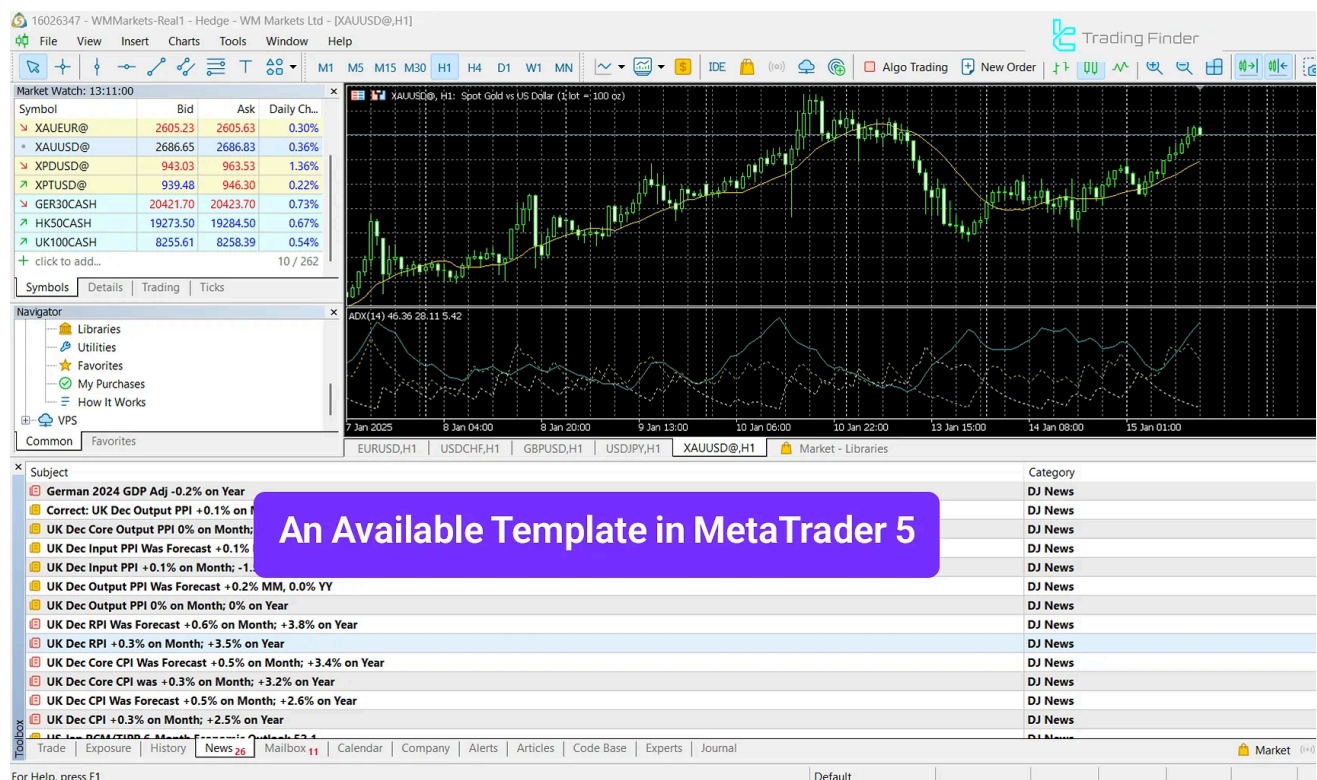 16026347 - WMMarkets-Real1 - Hedge - WM Markets Ltd - [XAUUSD@,H1]
File View Insert Charts Tools Window Help
Trading Finder
M1 M5 M15 M30 H1 H4 D1 W1 MN IDE Algo Trading New Order
Market Watch: 13:11:00
Symbol Bid Ask Daily Ch...
XAUEUR@ 2605.23 2605.63 0.30%
XAUUSD@ 2686.65 2686.83 0.36%
XPDUSD@ 943.03 963.53 1.36%
XPTUSD@ 939.48 946.30 0.22%
GER30CASH 20421.70 20423.70 0.73%
HK50CASH 19273.50 19284.50 0.67%
UK100CASH 8255.61 8258.39 0.54%
click to add... 10 / 262
Symbols Details Trading Ticks
Navigator
Libraries
Utilities
Favorites
My Purchases
How It Works
VPS
Common Favorites
XAUUSD@, H1: Spot Gold vs US Dollar (1 lot = 100 oz)
ADX(14) 46.36 28.11 5.42
7 Jan 2025 8 Jan 04:00 8 Jan 20:00 9 Jan 13:00 10 Jan 06:00 10 Jan 22:00 13 Jan 15:00 14 Jan 08:00 15 Jan 01:00
EURUSD,H1 USDCHF,H1 GBPUSD,H1 USDJPY,H1 XAUUSD@,H1 Market - Libraries
Subject Category
German 2024 GDP Adj -0.2% on Year DJ News
Correct: UK Dec Output PPI +0.1% on DJ News
UK Dec Core Output PPI 0% on Month; DJ News
UK Dec Input PPI Was Forecast +0.1% DJ News
UK Dec Input PPI +0.1% on Month; DJ News
An Available Template in MetaTrader 5
UK Dec Output PPI Was Forecast +0.2% MM, 0.0% YY DJ News
UK Dec Output PPI 0% on Month; 0% on Year DJ News
UK Dec RPI Was Forecast +0.6% on Month; +3.8% on Year DJ News
UK Dec RPI +0.3% on Month; +3.5% on Year DJ News
UK Dec Core CPI Was Forecast +0.5% on Month; +3.4% on Year DJ News
UK Dec Core CPI was +0.3% on Month; +3.2% on Year DJ News
UK Dec CPI Was Forecast +0.5% on Month; +2.6% on Year DJ News
UK Dec CPI +0.3% on Month; +2.5% on Year DJ News
Toolbox
Trade Exposure History News 26 Mailbox 11 Calendar Company Alerts Articles Code Base Experts Journal Market
For Help, press F1 Default